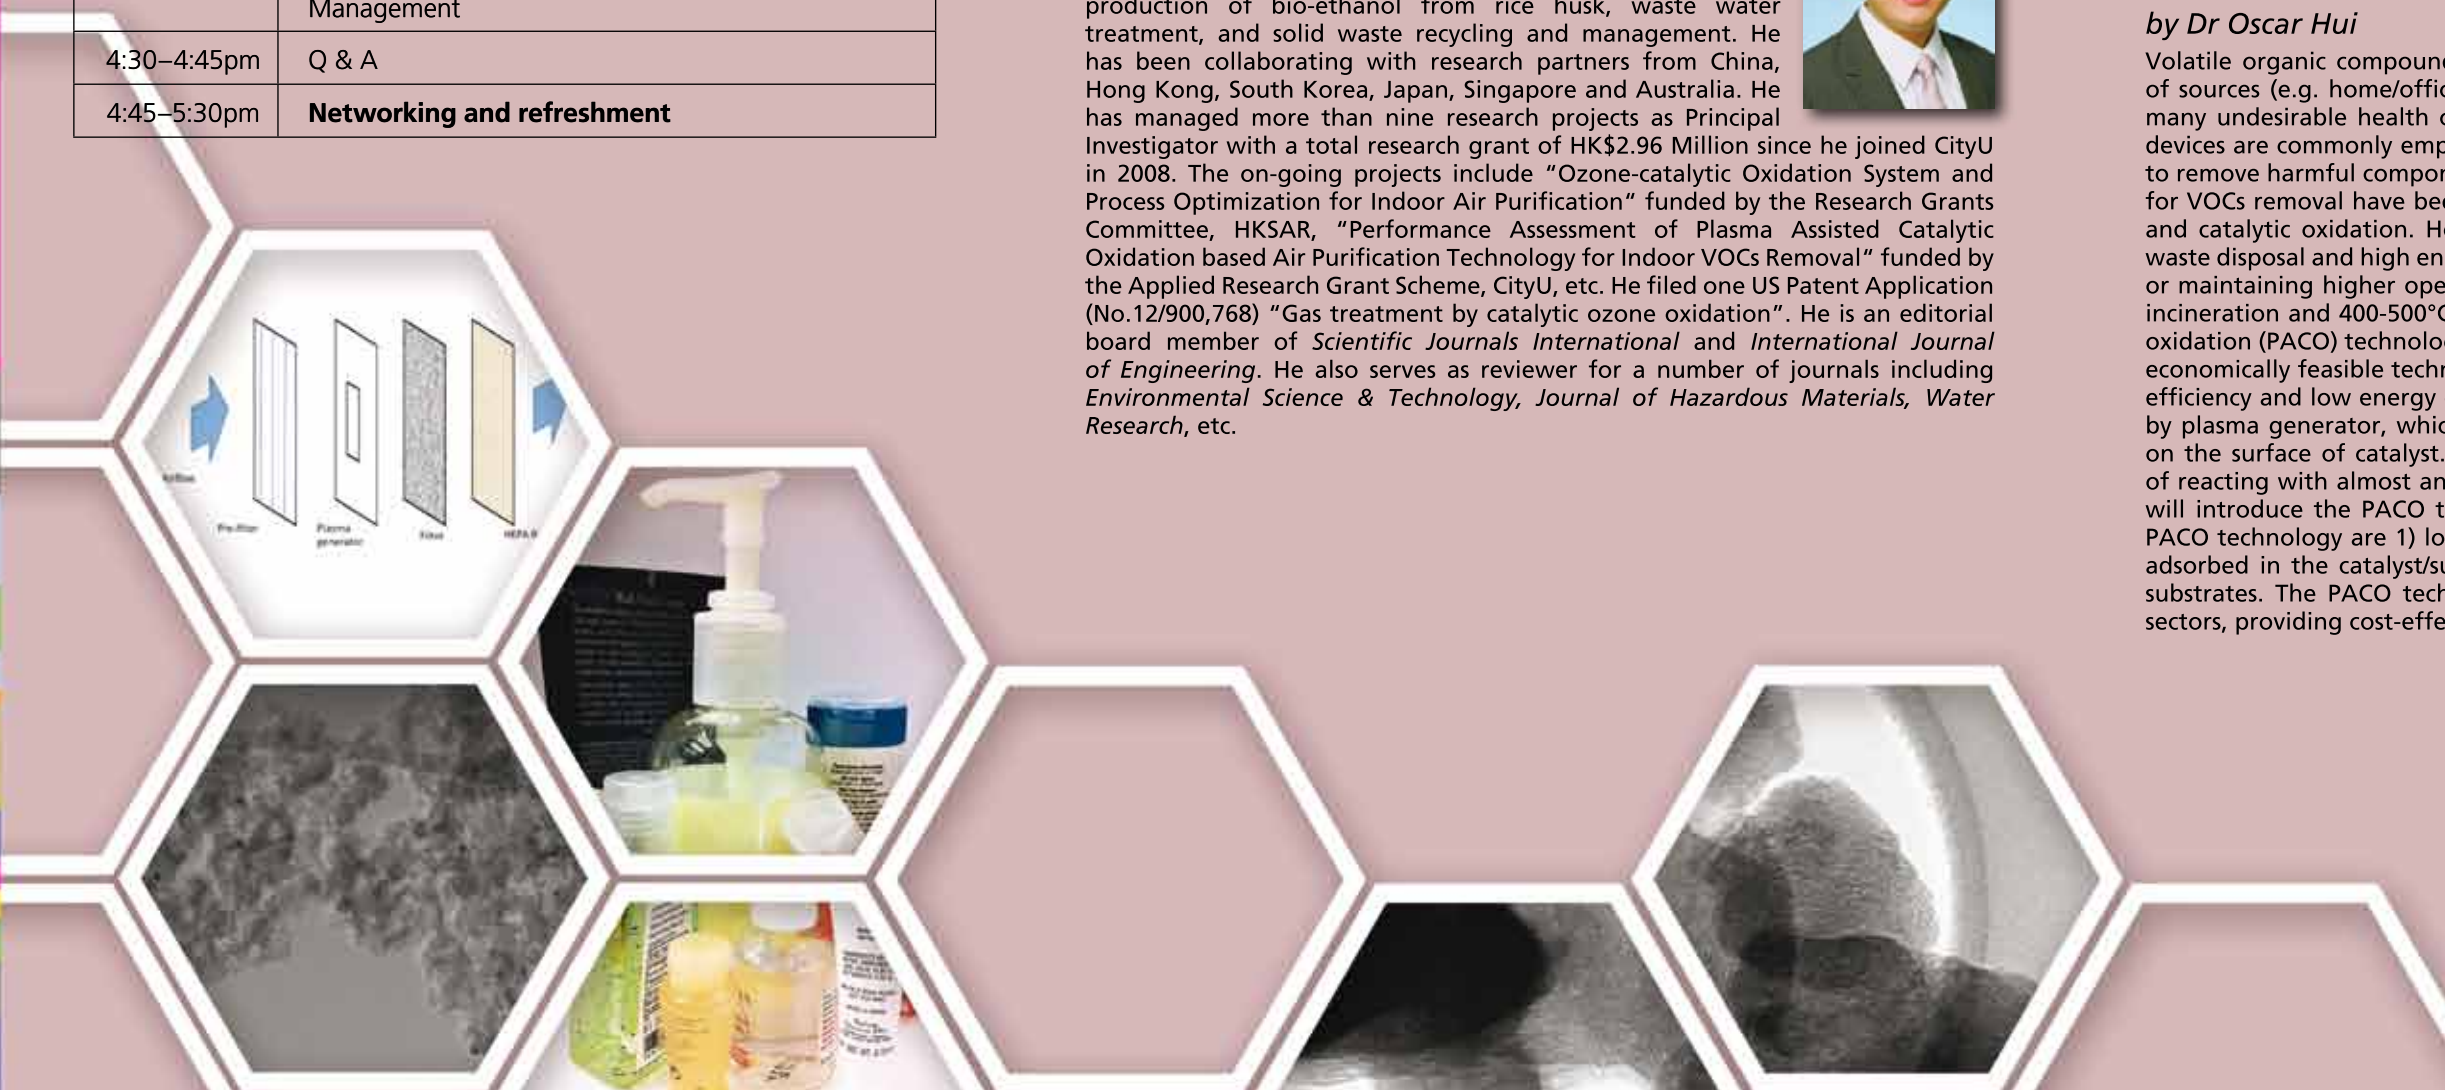 Management
4:30–4:45pm Q & A
4:45–5:30pm Networking and refreshment
production of bio-ethanol from rice husk, waste water
treatment, and solid waste recycling and management. He
has been collaborating with research partners from China,
Hong Kong, South Korea, Japan, Singapore and Australia. He
has managed more than nine research projects as Principal
Investigator with a total research grant of HK$2.96 Million since he joined CityU
in 2008. The on-going projects include “Ozone-catalytic Oxidation System and
Process Optimization for Indoor Air Purification“ funded by the Research Grants
Committee, HKSAR, “Performance Assessment of Plasma Assisted Catalytic
Oxidation based Air Purification Technology for Indoor VOCs Removal“ funded by
the Applied Research Grant Scheme, CityU, etc. He filed one US Patent Application
(No.12/900,768) “Gas treatment by catalytic ozone oxidation”. He is an editorial
board member of Scientific Journals International and International Journal
of Engineering. He also serves as reviewer for a number of journals including
Environmental Science & Technology, Journal of Hazardous Materials, Water
Research, etc.
by Dr Oscar Hui
Volatile organic compoun
of sources (e.g. home/offi
many undesirable health
devices are commonly emp
to remove harmful compo
for VOCs removal have be
and catalytic oxidation. H
waste disposal and high en
or maintaining higher ope
incineration and 400-500°
oxidation (PACO) technolo
economically feasible tech
efficiency and low energy
by plasma generator, whi
on the surface of catalyst.
of reacting with almost an
will introduce the PACO t
PACO technology are 1) lo
adsorbed in the catalyst/su
substrates. The PACO tech
sectors, providing cost-effe
Pre-filter
Plasma
generator
Filter
HEPA fi